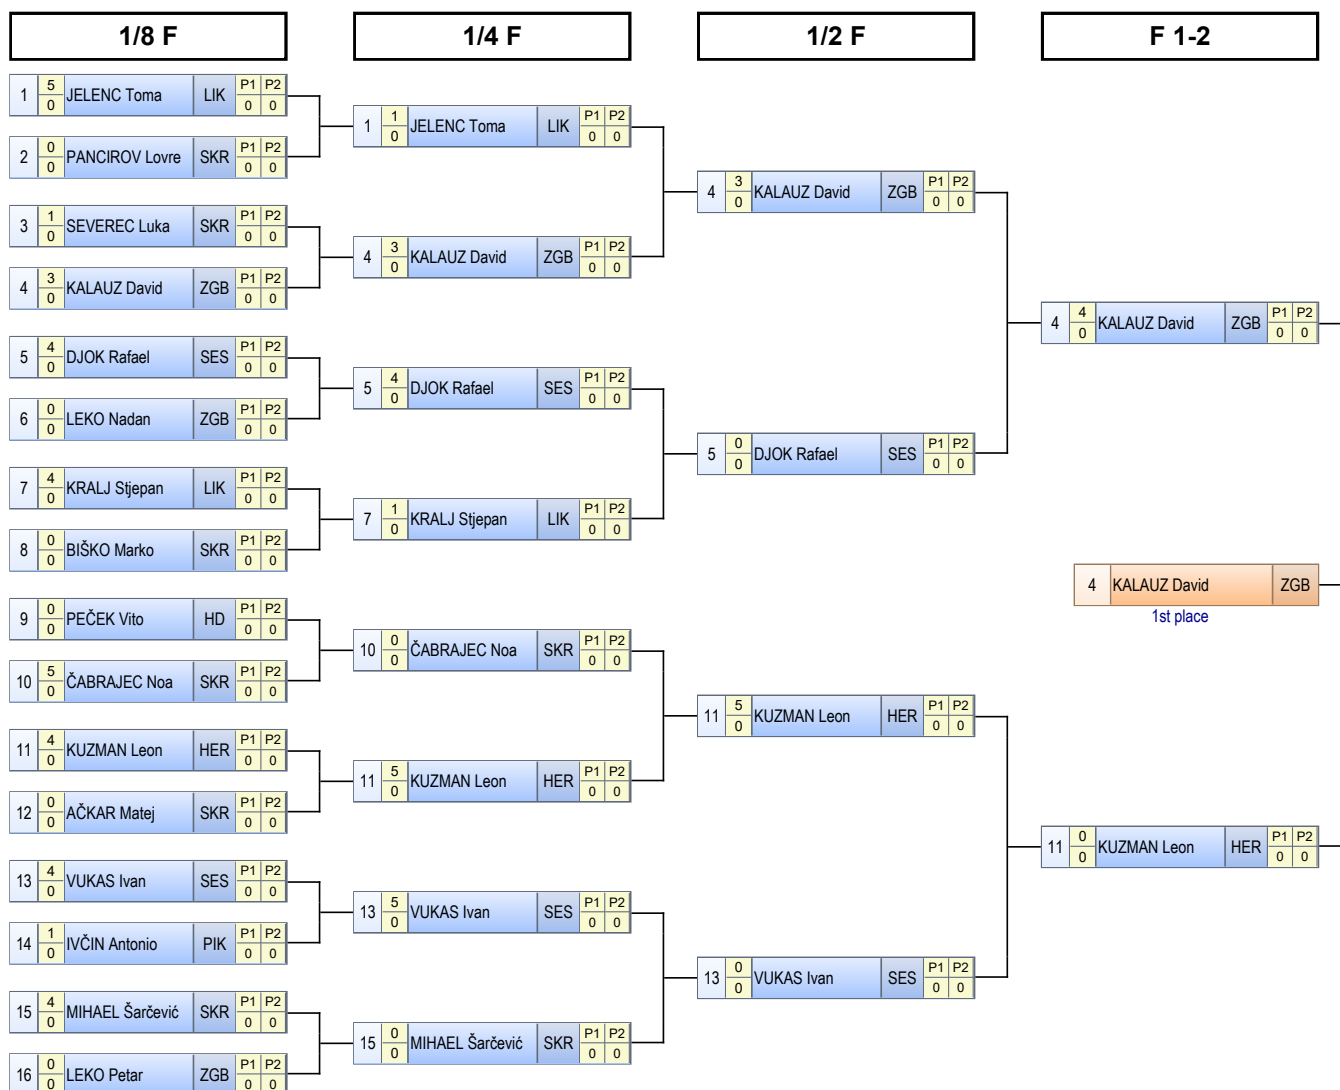 1/8 F
1/4 F
1/2 F
F 1-2
1 5 0 JELENC Toma LIK P1 P2 0 0
2 0 0 PANCIROV Lovre SKR P1 P2 0 0
3 1 0 SEVEREC Luka SKR P1 P2 0 0
4 3 0 KALAUZ David ZGB P1 P2 0 0
5 4 0 DJOK Rafael SES P1 P2 0 0
6 0 0 LEKO Nadan ZGB P1 P2 0 0
7 4 0 KRALJ Stjepan LIK P1 P2 0 0
8 0 0 BIŠKO Marko SKR P1 P2 0 0
9 0 0 PEČEK Vito HD P1 P2 0 0
10 5 0 ČABRAJEC Noa SKR P1 P2 0 0
11 4 0 KUZMAN Leon HER P1 P2 0 0
12 0 0 AČKAR Matej SKR P1 P2 0 0
13 4 0 VUKAS Ivan SES P1 P2 0 0
14 1 0 IVČIN Antonio PIK P1 P2 0 0
15 4 0 MIHAEL Šarčević SKR P1 P2 0 0
16 0 0 LEKO Petar ZGB P1 P2 0 0
1 1 0 JELENC Toma LIK P1 P2 0 0
4 3 0 KALAUZ David ZGB P1 P2 0 0
5 4 0 DJOK Rafael SES P1 P2 0 0
7 1 0 KRALJ Stjepan LIK P1 P2 0 0
10 0 0 ČABRAJEC Noa SKR P1 P2 0 0
11 5 0 KUZMAN Leon HER P1 P2 0 0
13 5 0 VUKAS Ivan SES P1 P2 0 0
15 0 0 MIHAEL Šarčević SKR P1 P2 0 0
4 3 0 KALAUZ David ZGB P1 P2 0 0
5 0 0 DJOK Rafael SES P1 P2 0 0
11 5 0 KUZMAN Leon HER P1 P2 0 0
13 0 0 VUKAS Ivan SES P1 P2 0 0
4 4 0 KALAUZ David ZGB P1 P2 0 0
4 KALAUZ David ZGB
1st place
11 0 0 KUZMAN Leon HER P1 P2 0 0